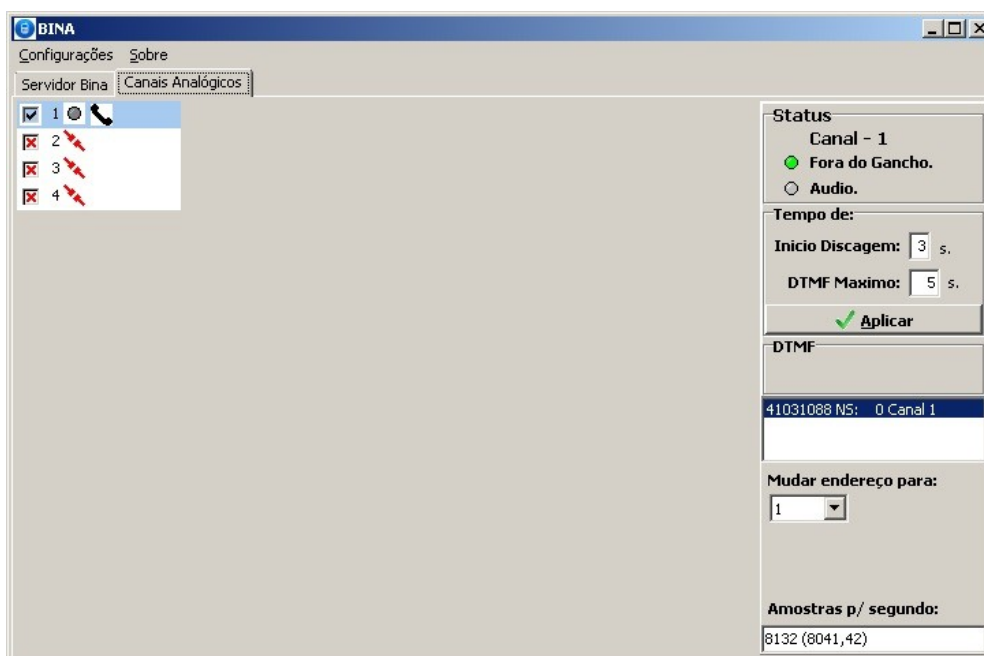 BINA
Configurações Sobre
Servidor Bina Canais Analógicos
1
2
3
4
Status
Canal - 1
Fora do Gancho.
Audio.
Tempo de:
Inicio Discagem: 3 s.
DTMF Maximo: 5 s.
Aplicar
DTMF
41031088 NS: 0 Canal 1
Mudar endereço para:
1
Amostras p/ segundo:
8132 (8041,42)